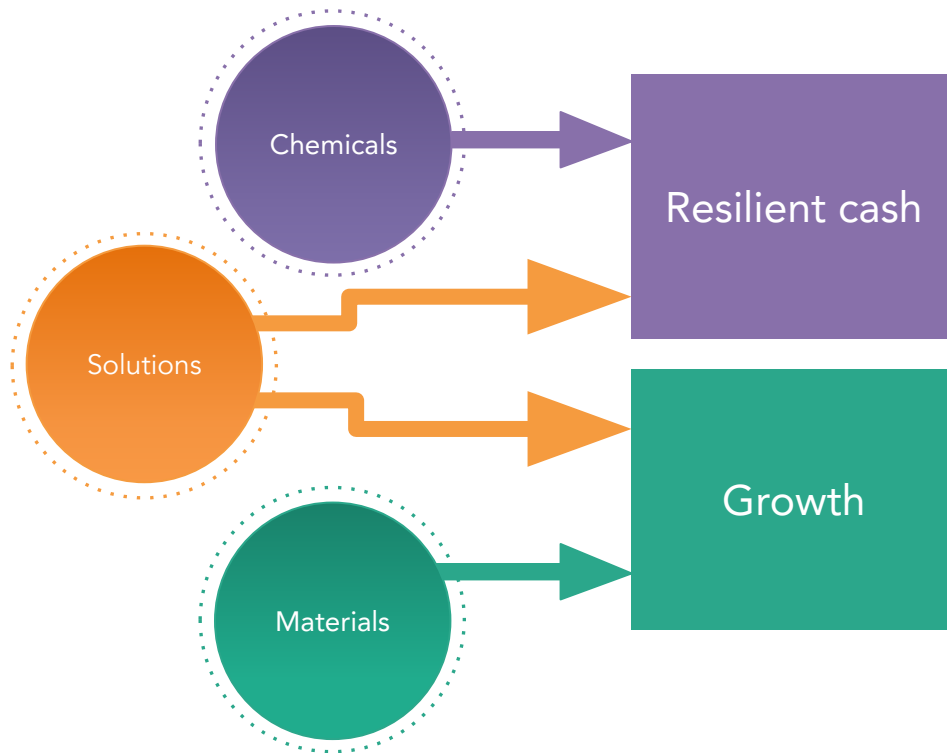 Chemicals
Resilient cash
Solutions
Growth
Materials